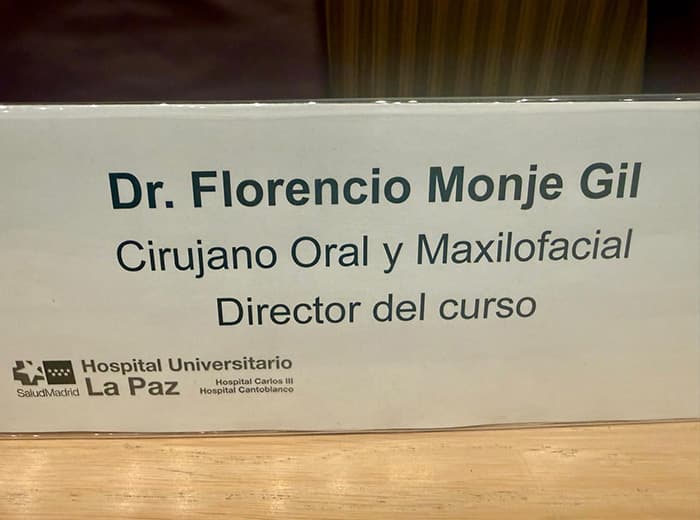 Dr. Florencio Monje Gil
Cirujano Oral y Maxilofacial
Director del curso
SaludMadrid
Hospital Universitario
La Paz
Hospital Carlos III
Hospital Cantoblanco